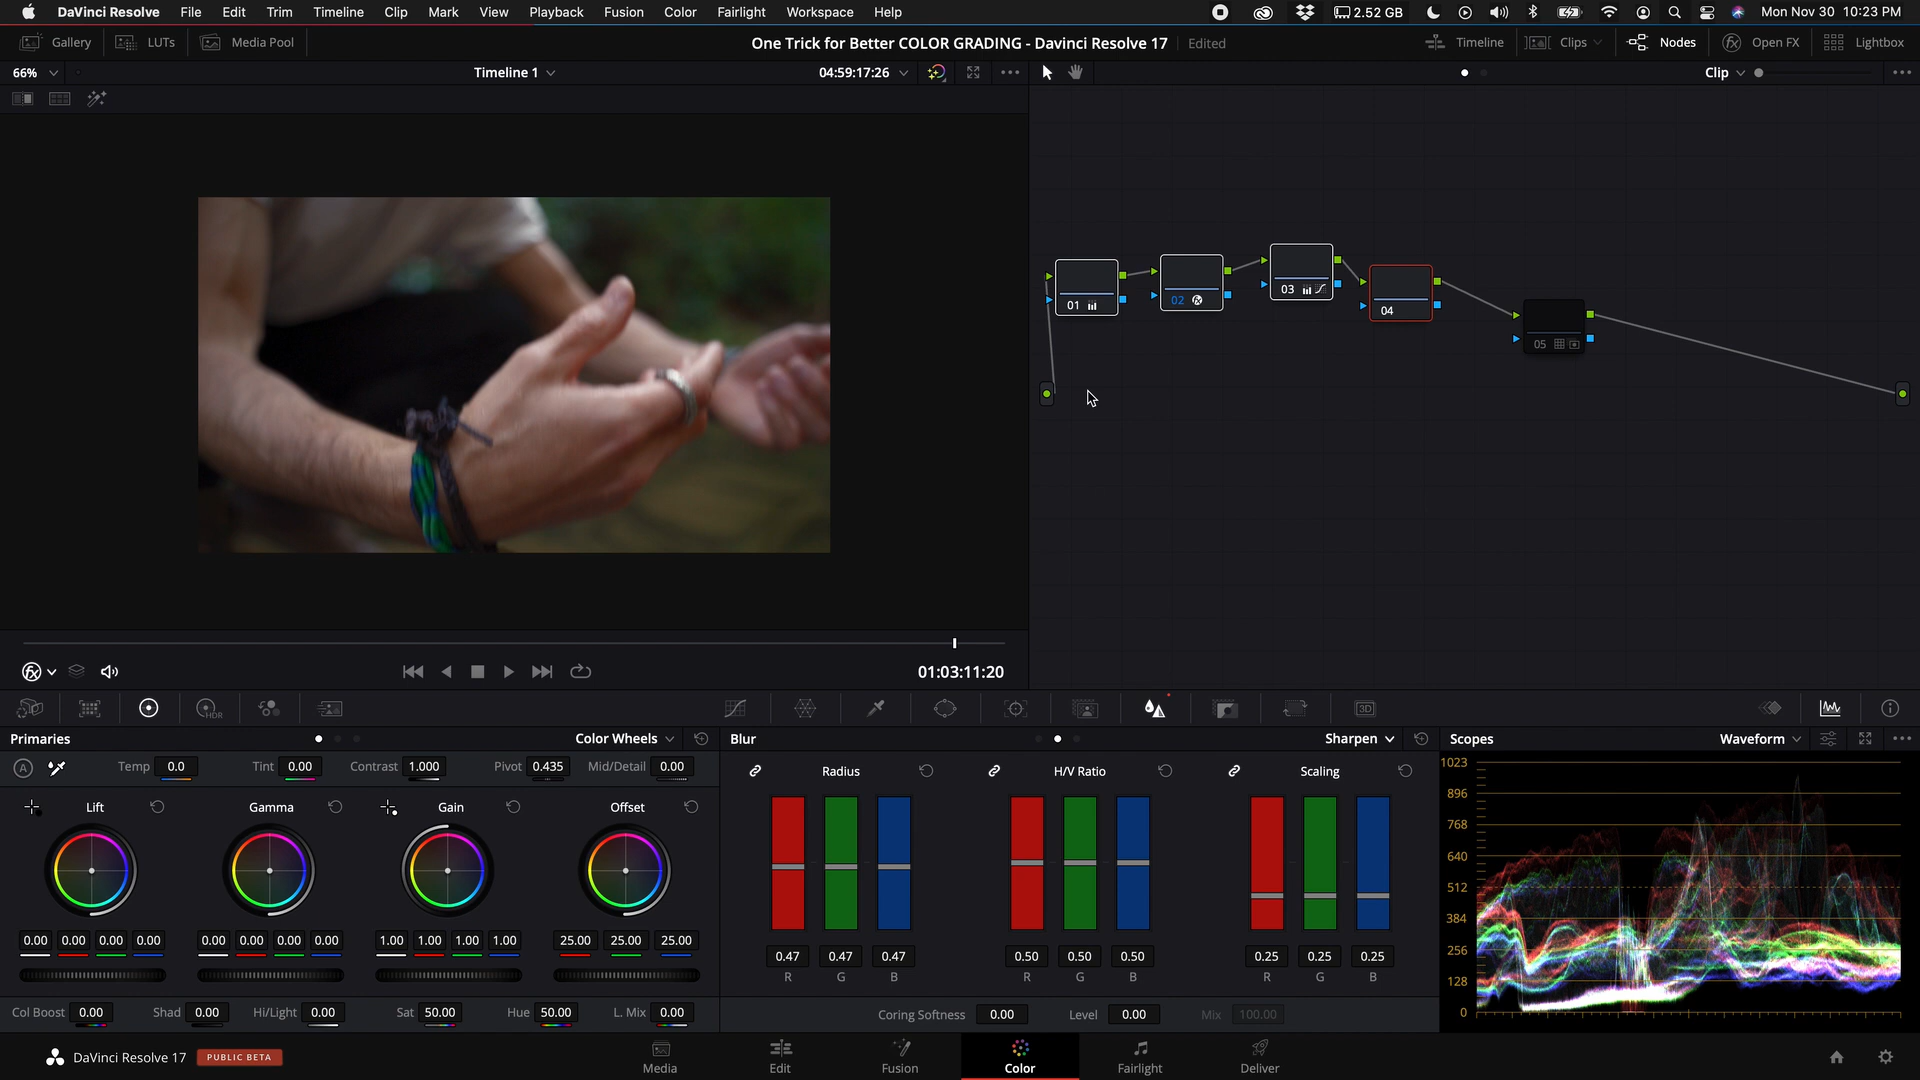 DaVinci Resolve File Edit Trim Timeline Clip Mark View Playback Fusion Color Fairlight Workspace Help 2.52 GB Mon Nov 30 10:23 PM
Gallery LUTs Media Pool One Trick for Better COLOR GRADING - Davinci Resolve 17 Edited Timeline Clips Nodes Open FX Lightbox
66% Timeline 1 04:59:17:26 Clip
01
02
03
04
05
01:03:11:20
HDR
3D
Primaries Color Wheels Blur Sharpen Scopes Waveform
A Temp 0.0 Tint 0.00 Contrast 1.000 Pivot 0.435 Mid/Detail 0.00
Radius H/V Ratio Scaling
Lift Gamma Gain Offset
0.00 0.00 0.00 0.00 0.00 0.00 0.00 0.00 1.00 1.00 1.00 1.00 25.00 25.00 25.00
0.47 0.47 0.47 0.50 0.50 0.50 0.25 0.25 0.25
R G B R G B R G B
Col Boost 0.00 Shad 0.00 Hi/Light 0.00 Sat 50.00 Hue 50.00 L. Mix 0.00
Coring Softness 0.00 Level 0.00 Mix 100.00
1023
896
768
640
512
384
256
128
0
DaVinci Resolve 17 PUBLIC BETA
Media Edit Fusion Color Fairlight Deliver